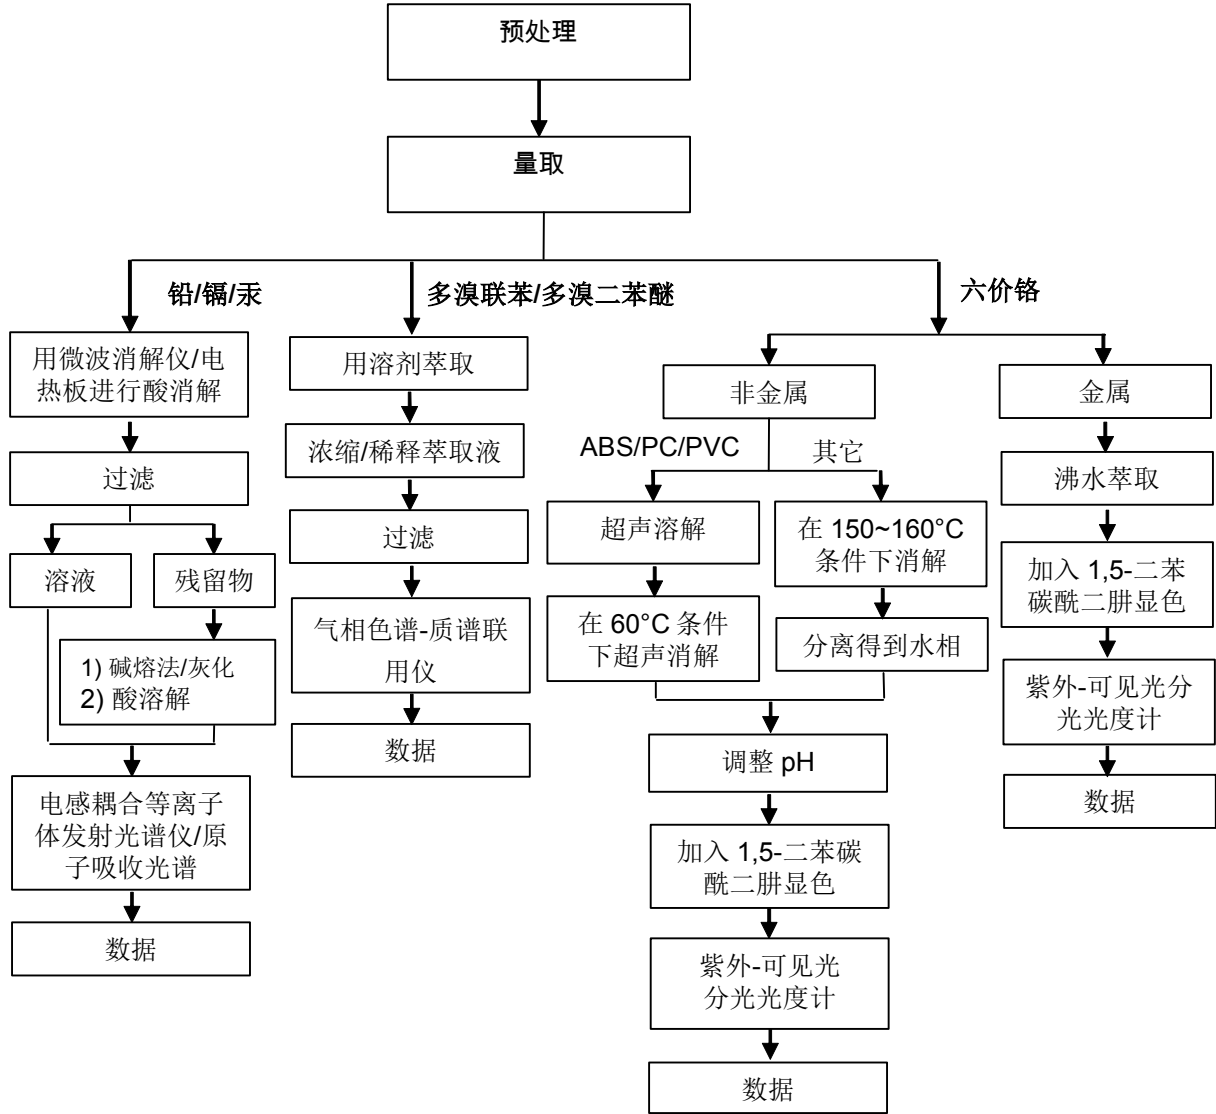 预处理
量取
铅/镉/汞
多溴联苯/多溴二苯醚
六价铬
用微波消解仪/电
热板进行酸消解
过滤
溶液
残留物
1) 碱熔法/灰化
2) 酸溶解
电感耦合等离子
体发射光谱仪/原
子吸收光谱
数据
用溶剂萃取
浓缩/稀释萃取液
过滤
气相色谱-质谱联
用仪
数据
非金属
ABS/PC/PVC
其它
超声溶解
在 60°C 条件
下超声消解
在 150~160°C
条件下消解
分离得到水相
调整 pH
加入 1,5-二苯碳
酰二肼显色
紫外-可见光
分光光度计
数据
金属
沸水萃取
加入 1,5-二苯
碳酰二肼显色
紫外-可见光分
光光度计
数据